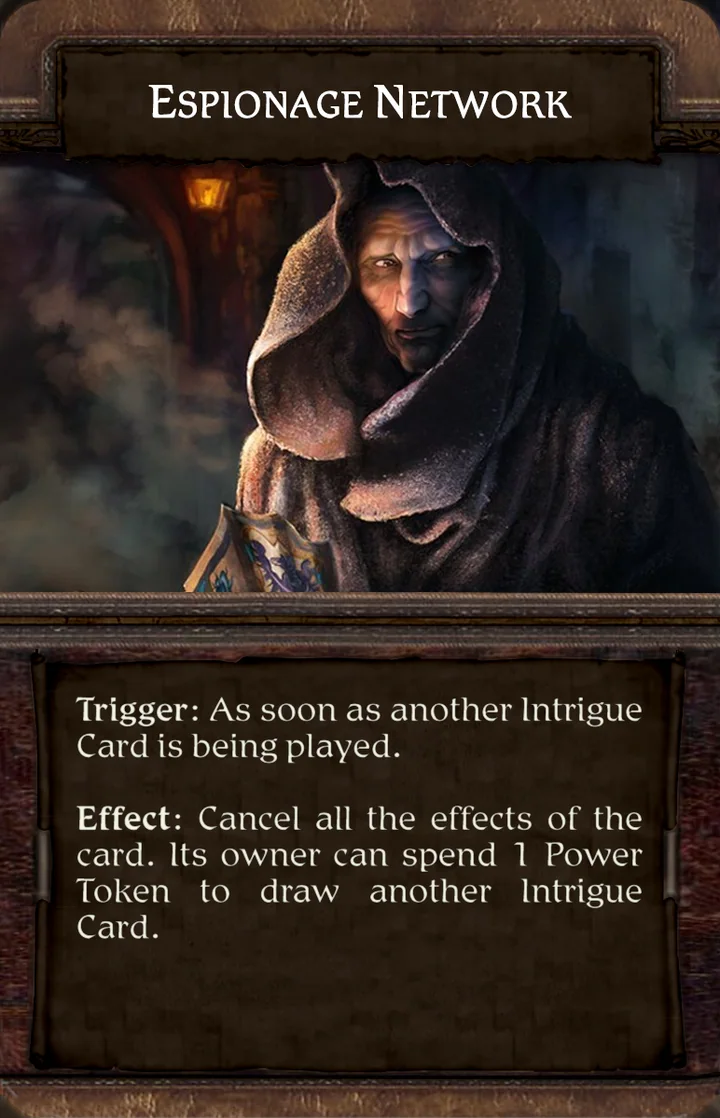 Espionage Network
Trigger: As soon as another Intrigue
Card is being played.
Effect: Cancel all the effects of the
card. Its owner can spend 1 Power
Token to draw another Intrigue
Card.